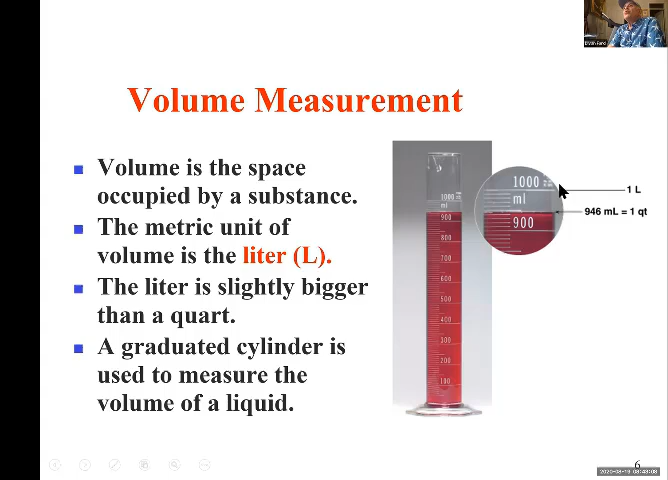 Volume Measurement
Volume is the space
occupied by a substance.
The metric unit of
volume is the liter (L).
The liter is slightly bigger
than a quart.
A graduated cylinder is
used to measure the
volume of a liquid.
1000
ml
900
800
700
600
500
400
300
200
100
1000
ml
900
1 L
946 mL = 1 qt
6